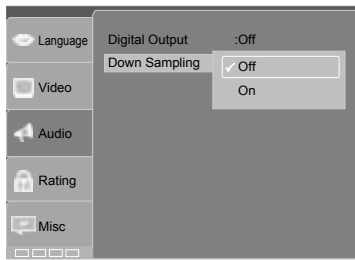 Language
Video
Audio
Rating
Misc
Digital Output :Off
Down Sampling
✓ Off
On